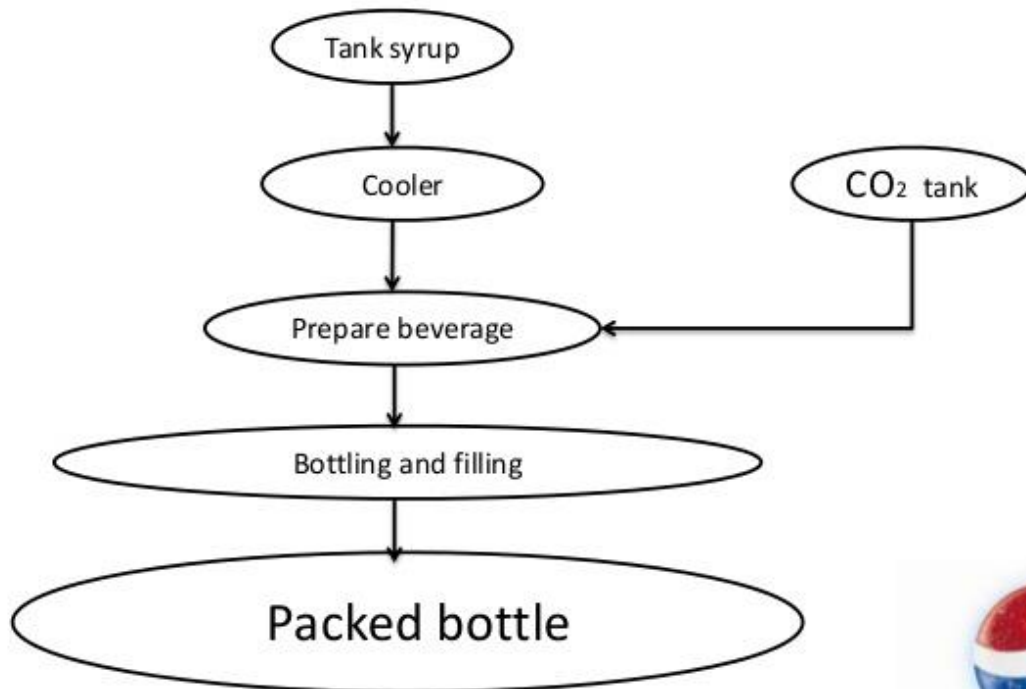 Tank syrup
Cooler
CO₂ tank
Prepare beverage
Bottling and filling
Packed bottle